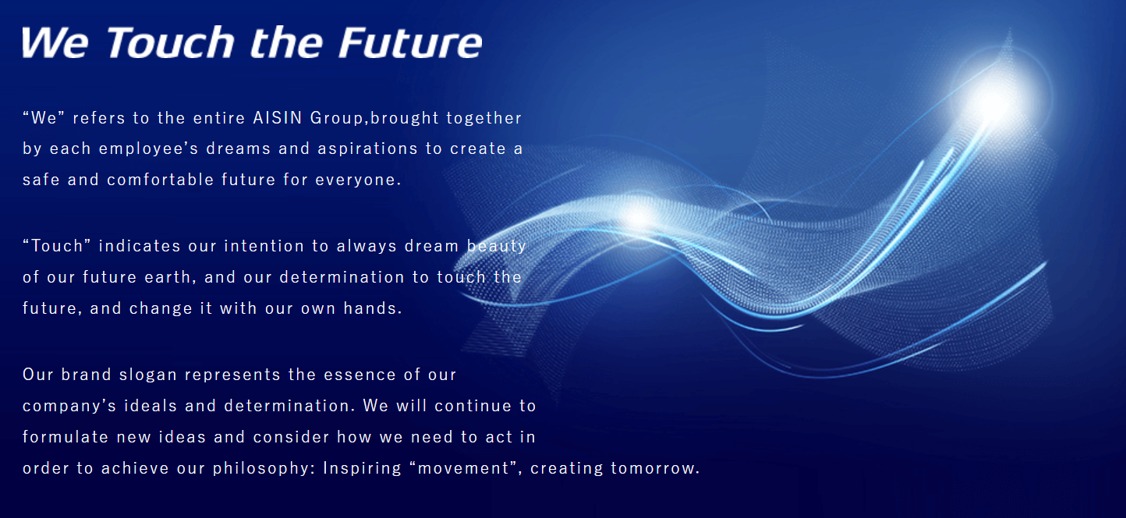 We Touch the Future
“We” refers to the entire AISIN Group,brought together
by each employee’s dreams and aspirations to create a
safe and comfortable future for everyone.
“Touch” indicates our intention to always dream beauty
of our future earth, and our determination to touch the
future, and change it with our own hands.
Our brand slogan represents the essence of our
company’s ideals and determination. We will continue to
formulate new ideas and consider how we need to act in
order to achieve our philosophy: Inspiring “movement”, creating tomorrow.